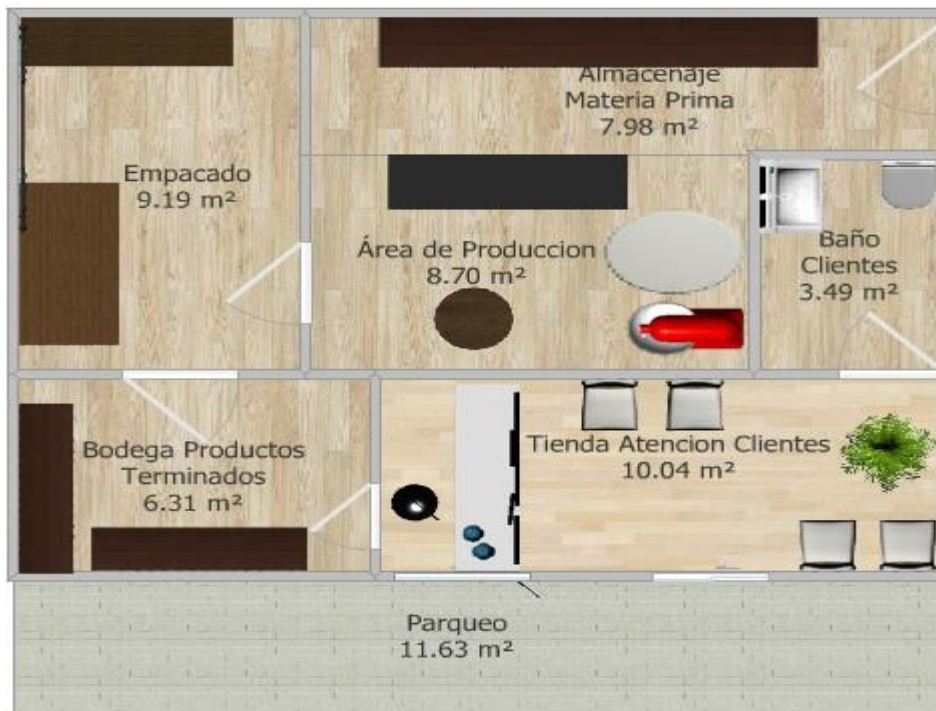 Almacenaje
Materia Prima
7.98 m²
Empacado
9.19 m²
Área de Produccion
8.70 m²
Baño
Clientes
3.49 m²
Bodega Productos
Terminados
6.31 m²
Tienda Atencion Clientes
10.04 m²
Parqueo
11.63 m²